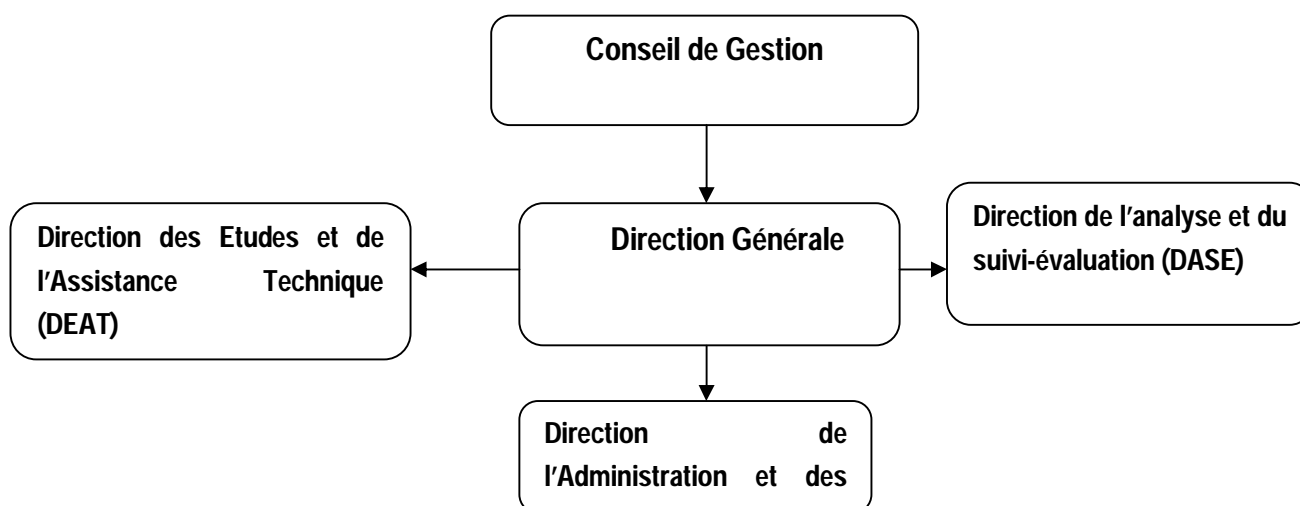 Conseil de Gestion
Direction des Etudes et de
l'Assistance Technique
(DEAT)
Direction Générale
Direction de l'analyse et du
suivi-évaluation (DASE)
Direction de
l'Administration et des